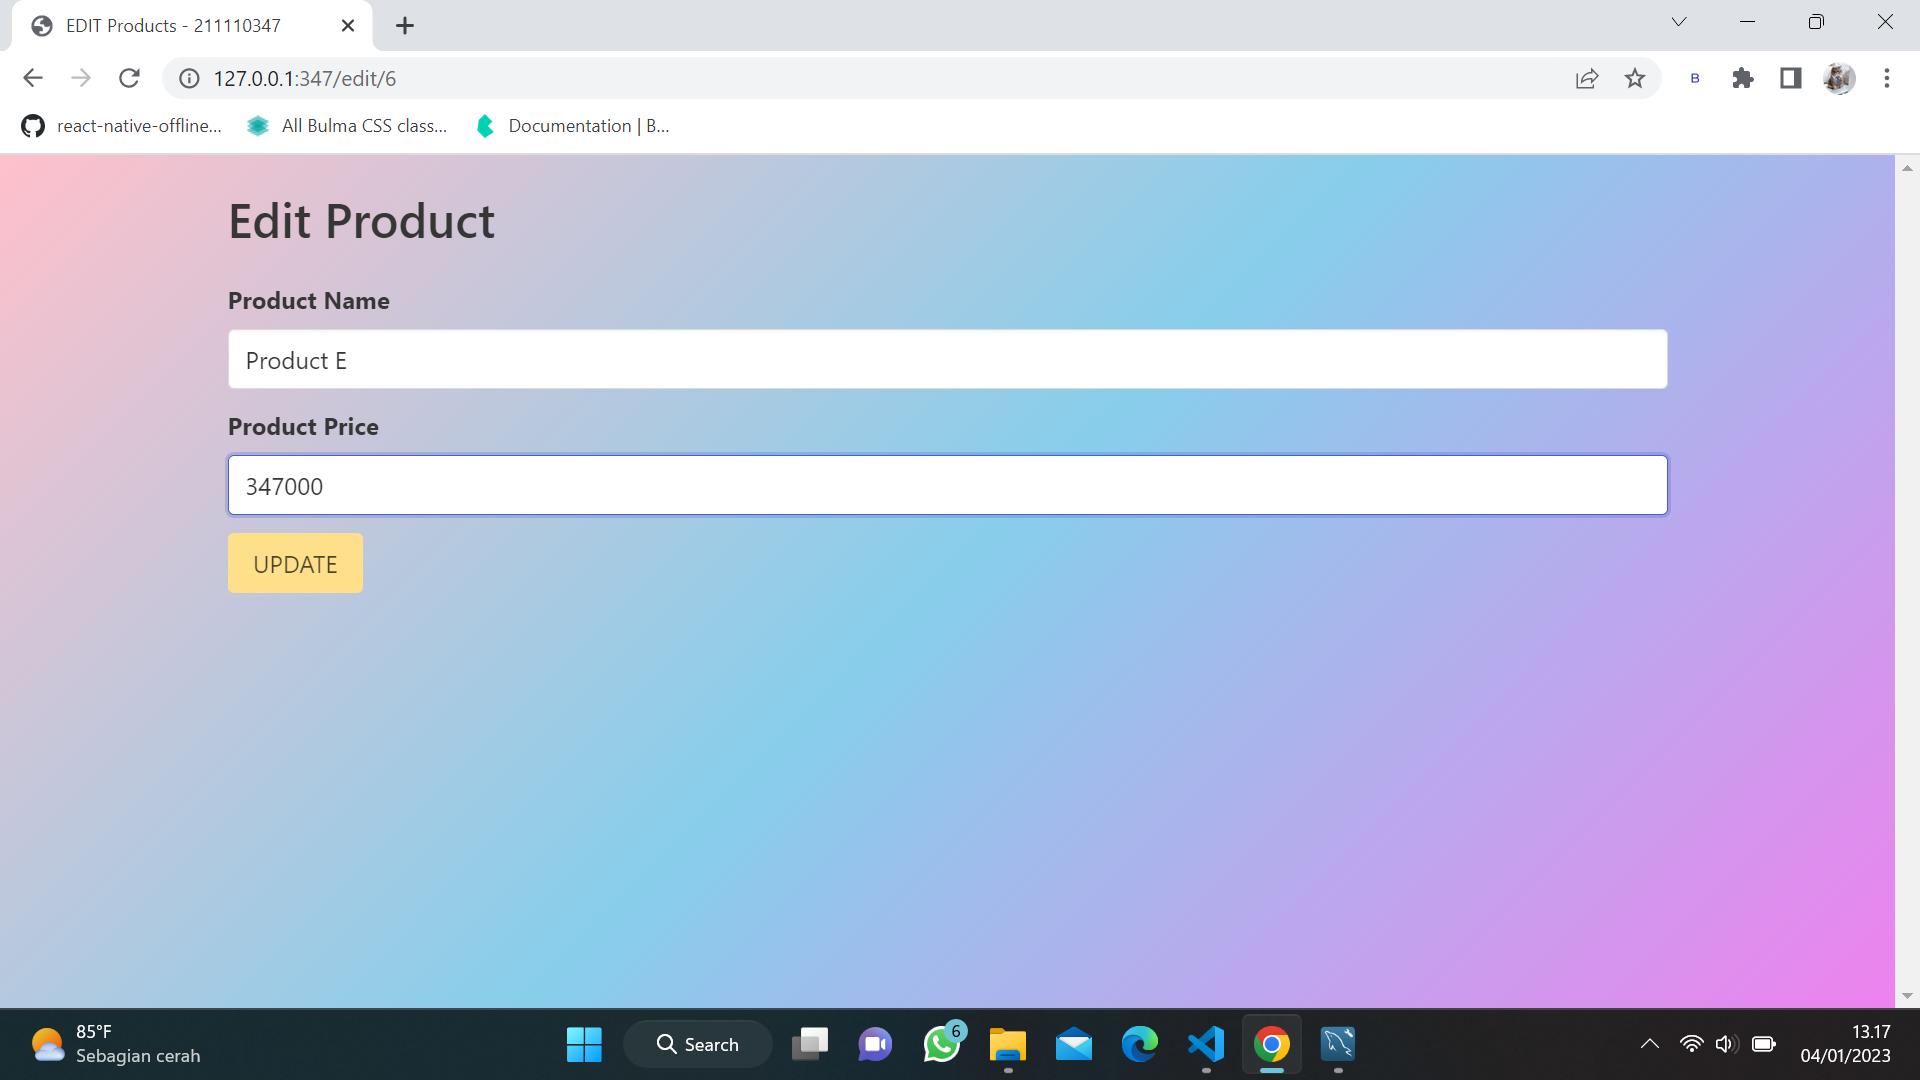 EDIT Products - 211110347
127.0.0.1:347/edit/6
B
react-native-offline...
All Bulma CSS class...
Documentation | B...
Edit Product
Product Name
Product E
Product Price
347000
UPDATE
85°F
Sebagian cerah
Search
6
13.17
04/01/2023